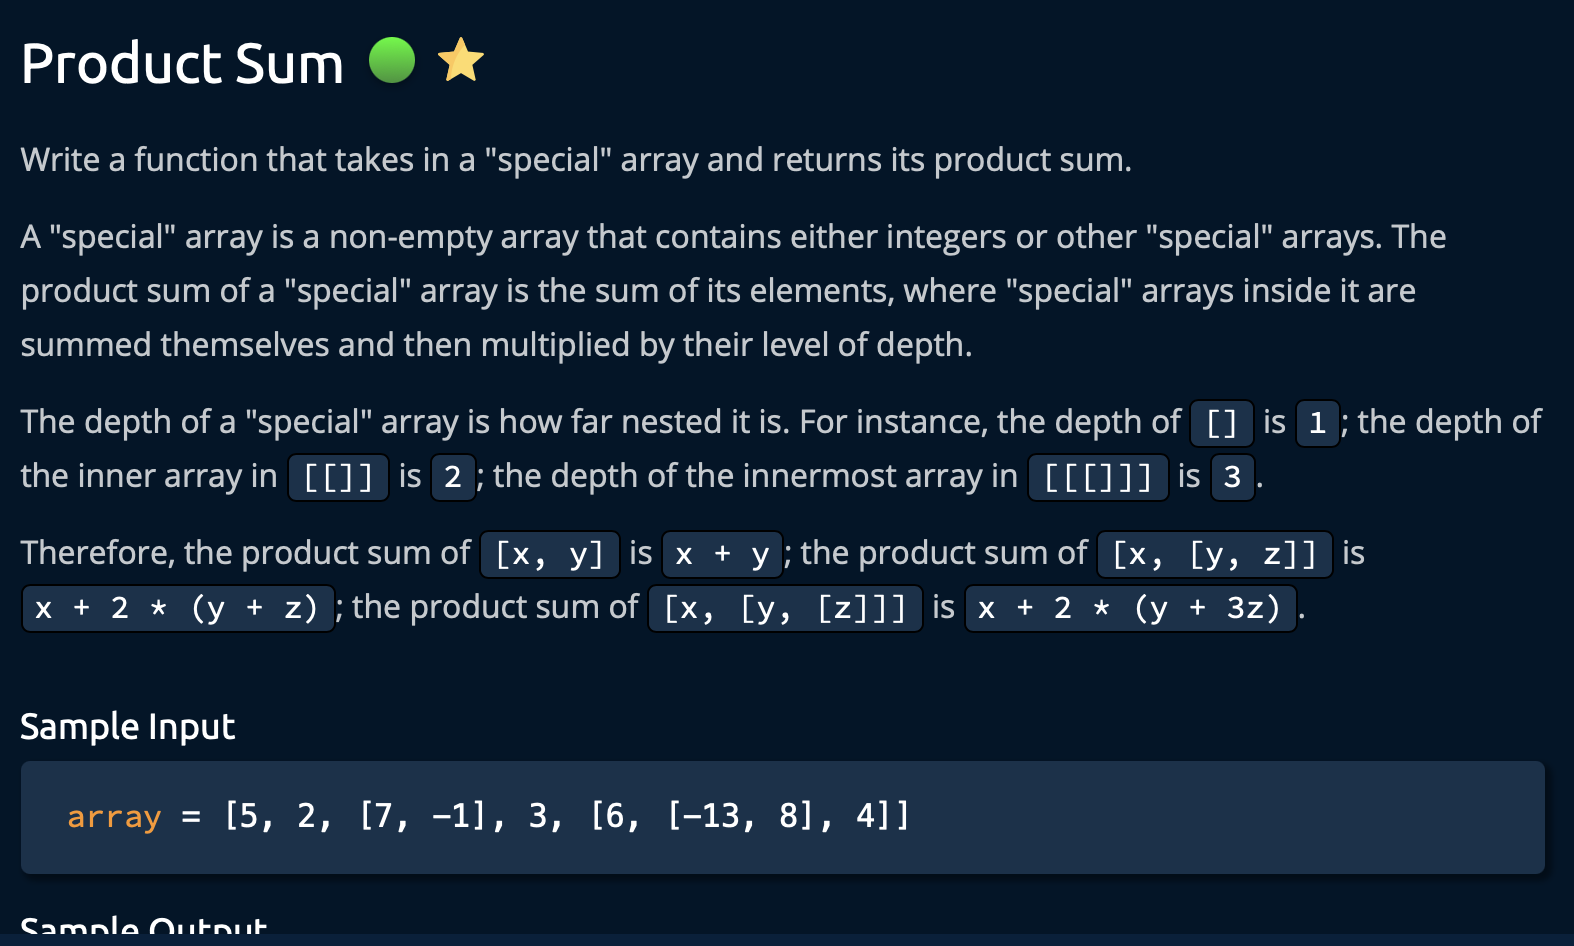 Product Sum
Write a function that takes in a "special" array and returns its product sum.
A "special" array is a non-empty array that contains either integers or other "special" arrays. The
product sum of a "special" array is the sum of its elements, where "special" arrays inside it are
summed themselves and then multiplied by their level of depth.
The depth of a "special" array is how far nested it is. For instance, the depth of [] is 1; the depth of
the inner array in [[]] is 2; the depth of the innermost array in [[[]]] is 3.
Therefore, the product sum of [x, y] is x + y; the product sum of [x, [y, z]] is
x + 2 * (y + z); the product sum of [x, [y, [z]]] is x + 2 * (y + 3z).
Sample Input
array = [5, 2, [7, -1], 3, [6, [-13, 8], 4]]
Sample Output